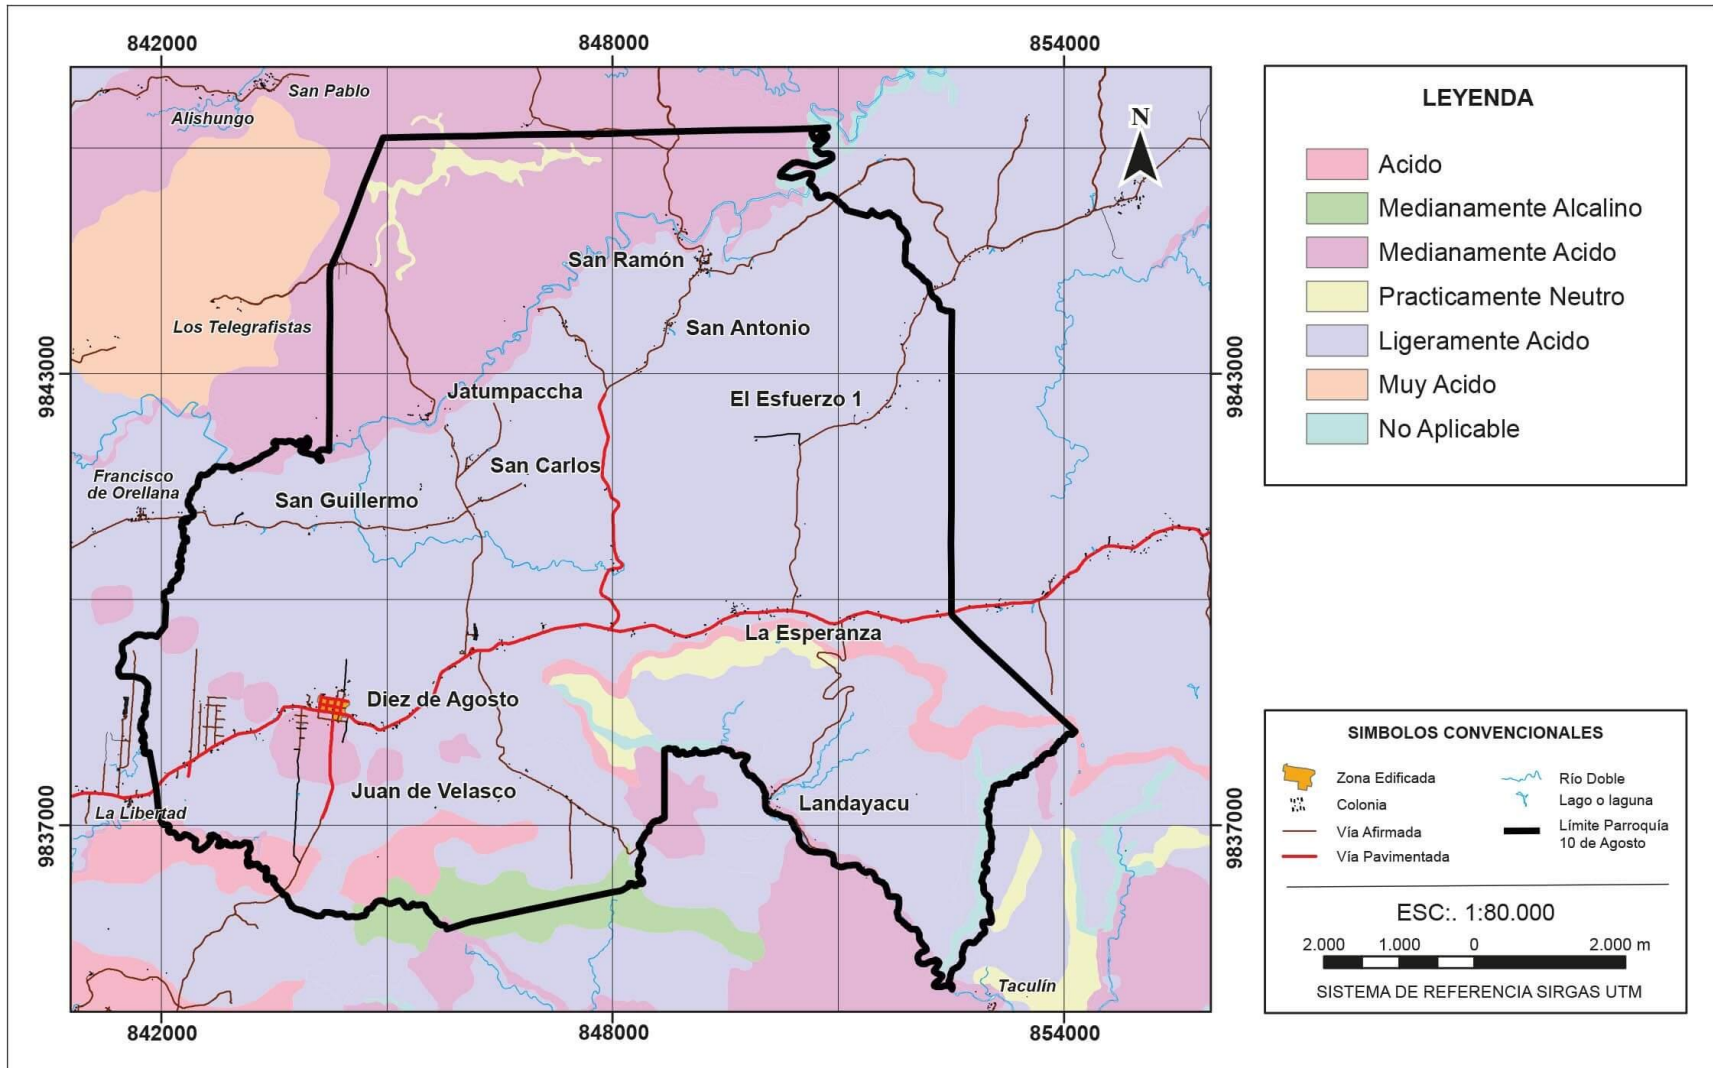 842000
848000
854000
San Pablo
Alishungo
N
San Ramón
Los Telegrafistas
San Antonio
9843000
9843000
Jatumpaccha
El Esfuerzo 1
San Carlos
Francisco
de Orellana
San Guillermo
La Esperanza
Diez de Agosto
Juan de Velasco
Landayacu
La Libertad
9837000
9837000
Taculín
842000
848000
854000
LEYENDA
Acido
Medianamente Alcalino
Medianamente Acido
Practicamente Neutro
Ligeramente Acido
Muy Acido
No Aplicable
SIMBOLOS CONVENCIONALES
Zona Edificada
Colonia
Vía Afirmada
Vía Pavimentada
Río Doble
Lago o laguna
Límite Parroquía
10 de Agosto
ESC:. 1:80.000
2.000 1.000 0 2.000 m
SISTEMA DE REFERENCIA SIRGAS UTM